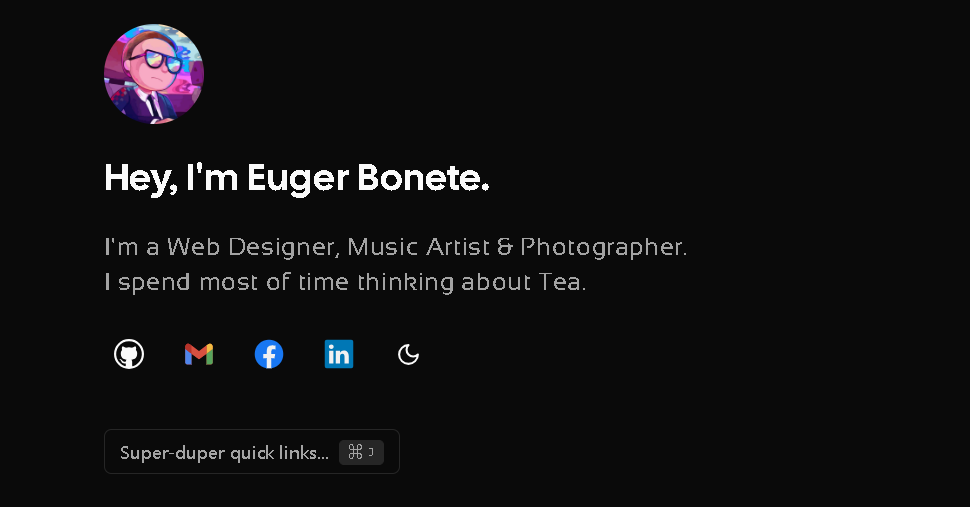 Hey, I'm Euger Bonete.
I'm a Web Designer, Music Artist & Photographer.
I spend most of time thinking about Tea.
in
Super-duper quick links... ⌘ J